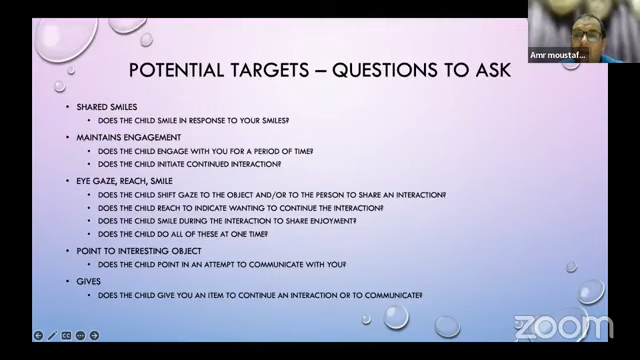 Amr moustaf...
POTENTIAL TARGETS – QUESTIONS TO ASK
• SHARED SMILES
• DOES THE CHILD SMILE IN RESPONSE TO YOUR SMILES?
• MAINTAINS ENGAGEMENT
• DOES THE CHILD ENGAGE WITH YOU FOR A PERIOD OF TIME?
• DOES THE CHILD INITIATE CONTINUED INTERACTION?
• EYE GAZE, REACH, SMILE
• DOES THE CHILD SHIFT GAZE TO THE OBJECT AND/OR TO THE PERSON TO SHARE AN INTERACTION?
• DOES THE CHILD REACH TO INDICATE WANTING TO CONTINUE THE INTERACTION?
• DOES THE CHILD SMILE DURING THE INTERACTION TO SHARE ENJOYMENT?
• DOES THE CHILD DO ALL OF THESE AT ONE TIME?
• POINT TO INTERESTING OBJECT
• DOES THE CHILD POINT IN AN ATTEMPT TO COMMUNICATE WITH YOU?
• GIVES
• DOES THE CHILD GIVE YOU AN ITEM TO CONTINUE AN INTERACTION OR TO COMMUNICATE?
CC
zoom